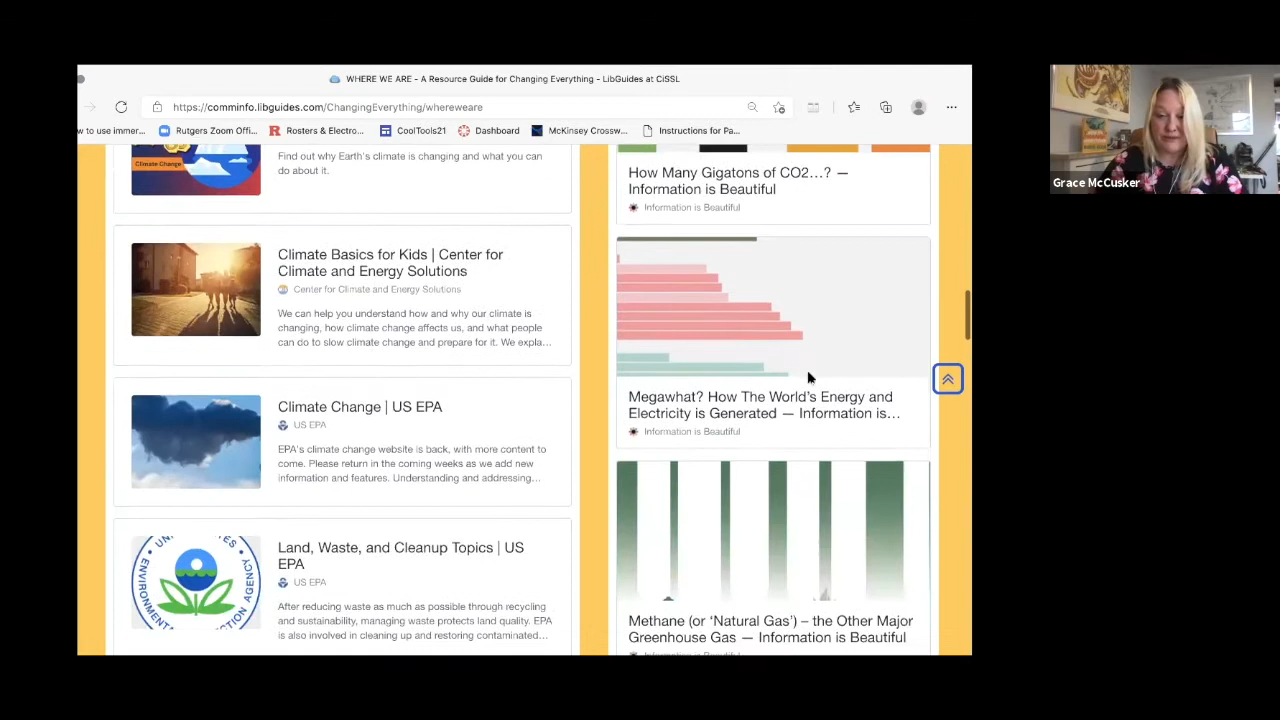 WHERE WE ARE - A Resource Guide for Changing Everything - LibGuides at CiSSL
https://comminfo.libguides.com/ChangingEverything/whereweare
w to use immer...
Rutgers Zoom Offi...
Rosters & Electro...
CoolTools21
Dashboard
McKinsey Crossw...
Instructions for Pa...
Climate Change
Find out why Earth's climate is changing and what you can
do about it.
Climate Basics for Kids | Center for
Climate and Energy Solutions
Center for Climate and Energy Solutions
We can help you understand how and why our climate is
changing, how climate change affects us, and what people
can do to slow climate change and prepare for it. We expla...
Climate Change | US EPA
US EPA
EPA's climate change website is back, with more content to
come. Please return in the coming weeks as we add new
information and features. Understanding and addressing...
Land, Waste, and Cleanup Topics | US
EPA
US EPA
After reducing waste as much as possible through recycling
and sustainability, managing waste protects land quality. EPA
is also involved in cleaning up and restoring contaminated...
How Many Gigatons of CO2…? —
Information is Beautiful
Information is Beautiful
Megawhat? How The World's Energy and
Electricity is Generated — Information is…
Information is Beautiful
Methane (or 'Natural Gas') – the Other Major
Greenhouse Gas — Information is Beautiful
Information is Beautiful
Grace McCusker